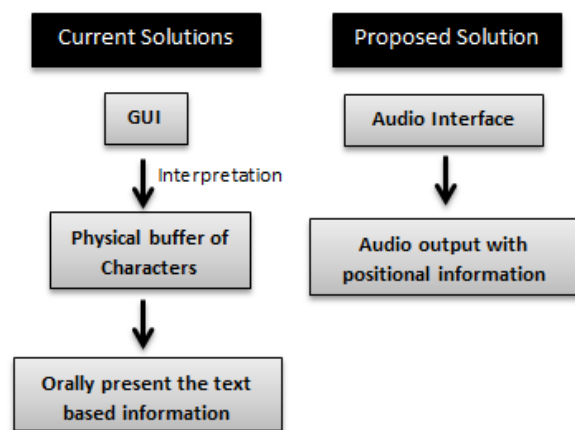 Current Solutions
GUI
Interpretation
Physical buffer of
Characters
Orally present the text
based information
Proposed Solution
Audio Interface
Audio output with
positional information